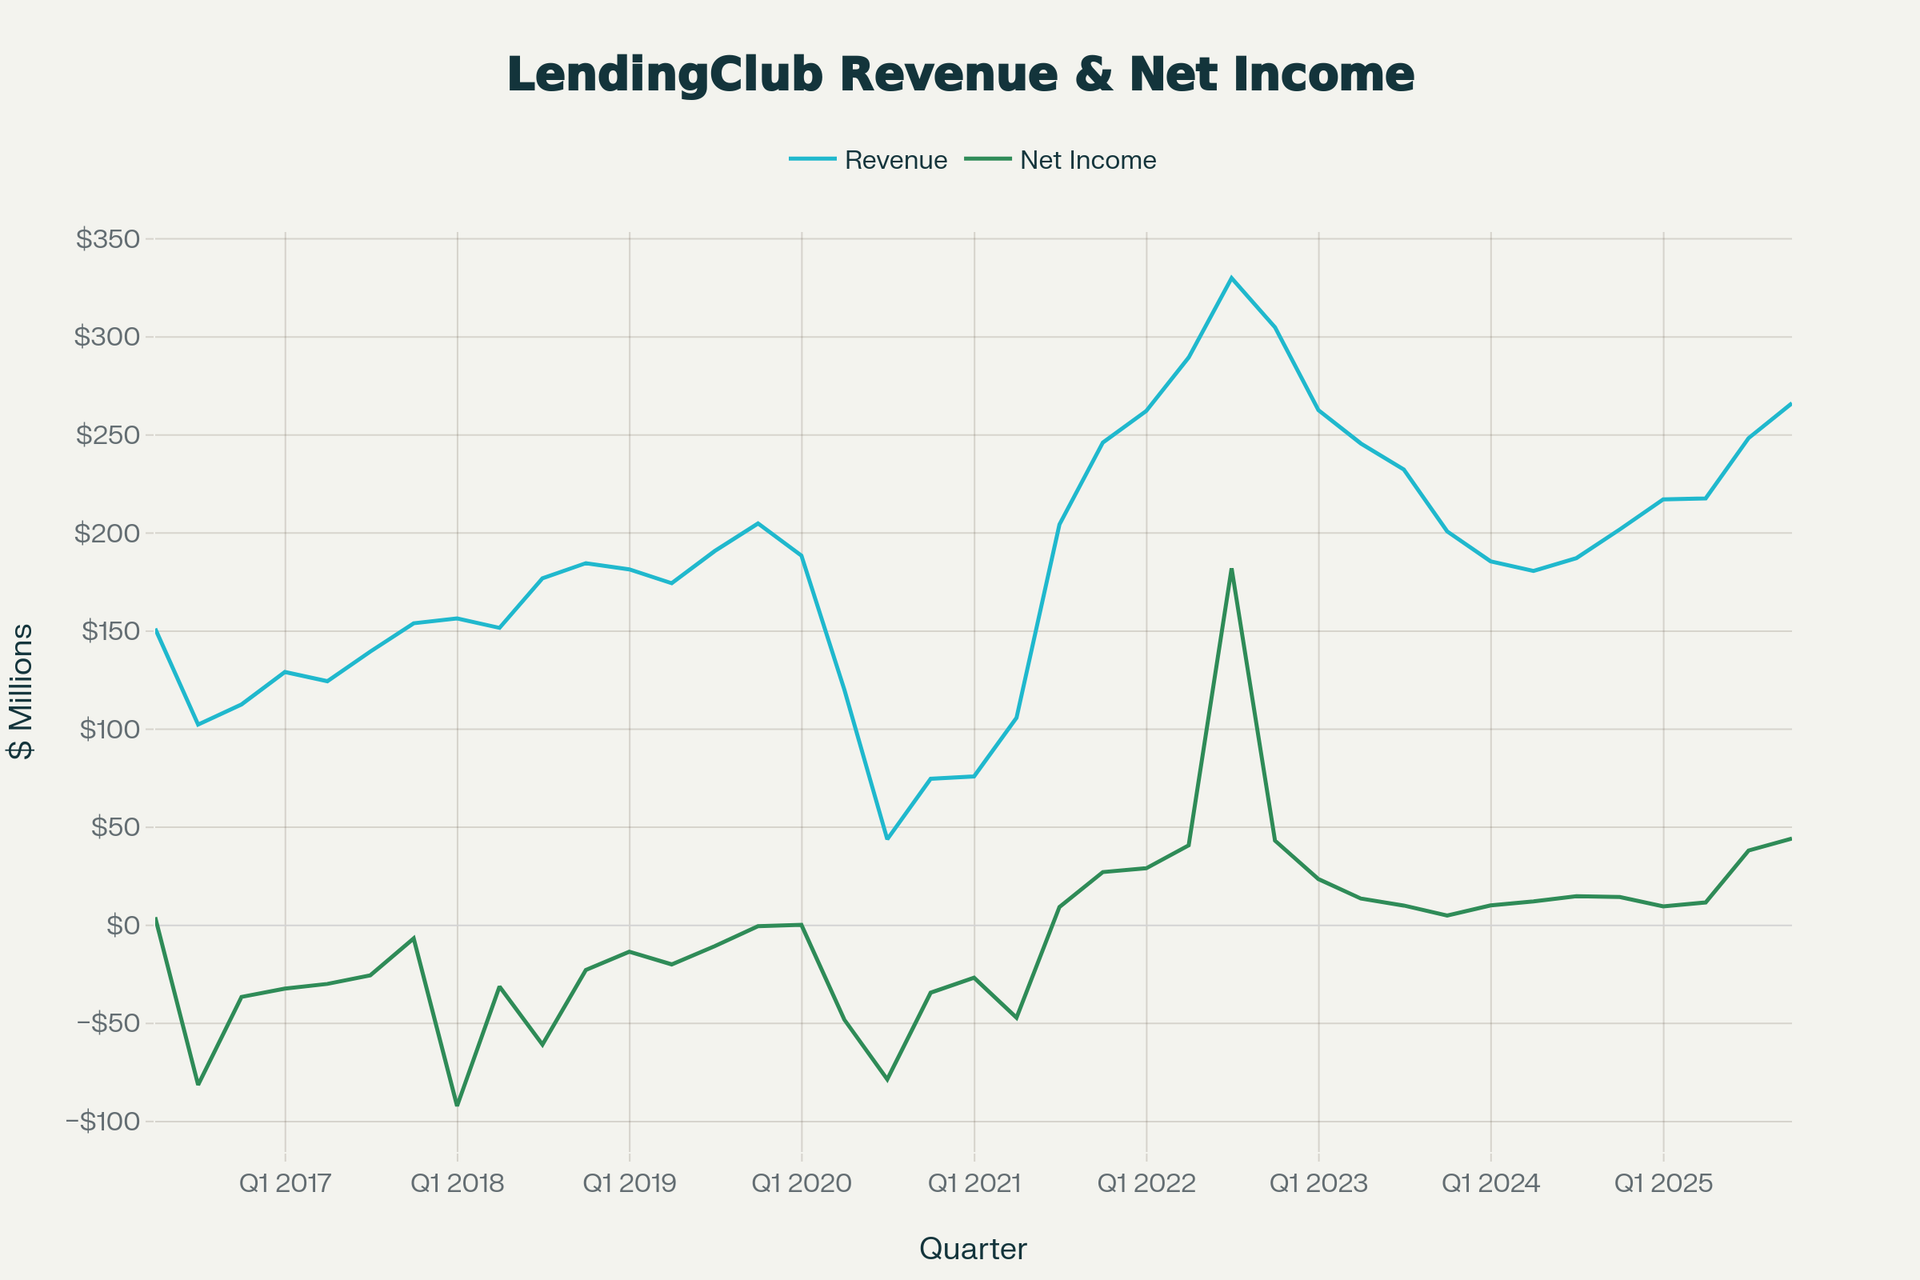 LendingClub Revenue & Net Income
Revenue
Net Income
$350
$300
$250
$200
$150
$100
$50
$0
−$50
−$100
$ Millions
Q1 2017
Q1 2018
Q1 2019
Q1 2020
Q1 2021
Q1 2022
Q1 2023
Q1 2024
Q1 2025
Quarter